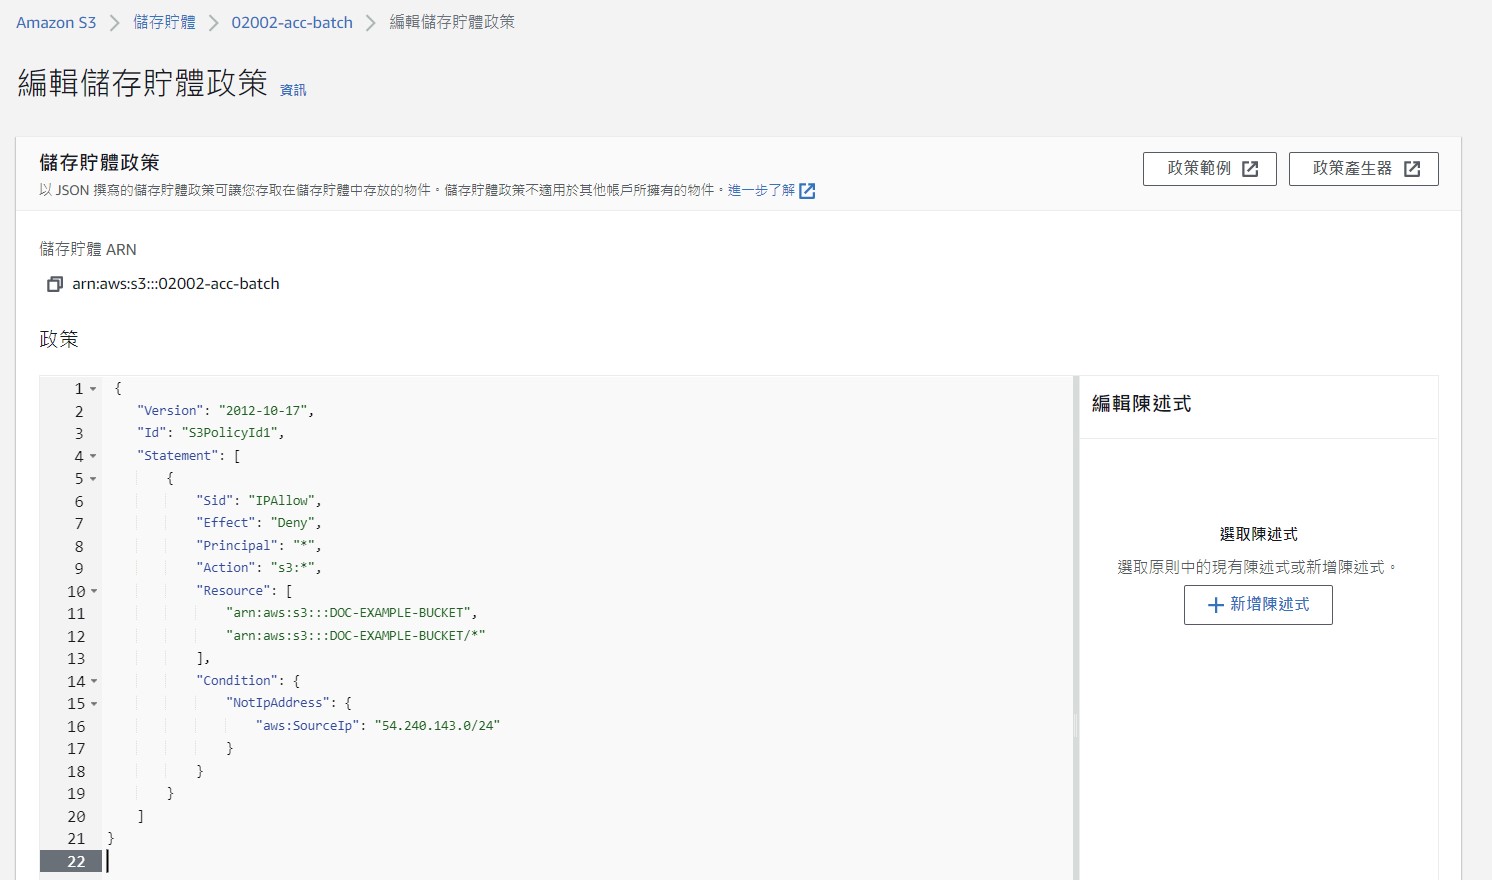 Amazon S3 > 儲存貯體 > 02002-acc-batch > 編輯儲存貯體政策
編輯儲存貯體政策 資訊
儲存貯體政策
以 JSON 撰寫的儲存貯體政策可讓您存取在儲存貯體中存放的物件。儲存貯體政策不適用於其他帳戶所擁有的物件。進一步了解
政策範例
政策產生器
儲存貯體 ARN
arn:aws:s3:::02002-acc-batch
政策
1 {
2 "Version": "2012-10-17",
3 "Id": "S3PolicyId1",
4 "Statement": [
5 {
6 "Sid": "IPAllow",
7 "Effect": "Deny",
8 "Principal": "*",
9 "Action": "s3:*",
10 "Resource": [
11 "arn:aws:s3:::DOC-EXAMPLE-BUCKET",
12 "arn:aws:s3:::DOC-EXAMPLE-BUCKET/*"
13 ],
14 "Condition": {
15 "NotIpAddress": {
16 "aws:SourceIp": "54.240.143.0/24"
17 }
18 }
19 }
20 ]
21 }
22
編輯陳述式
選取陳述式
選取原則中的現有陳述式或新增陳述式。
新增陳述式